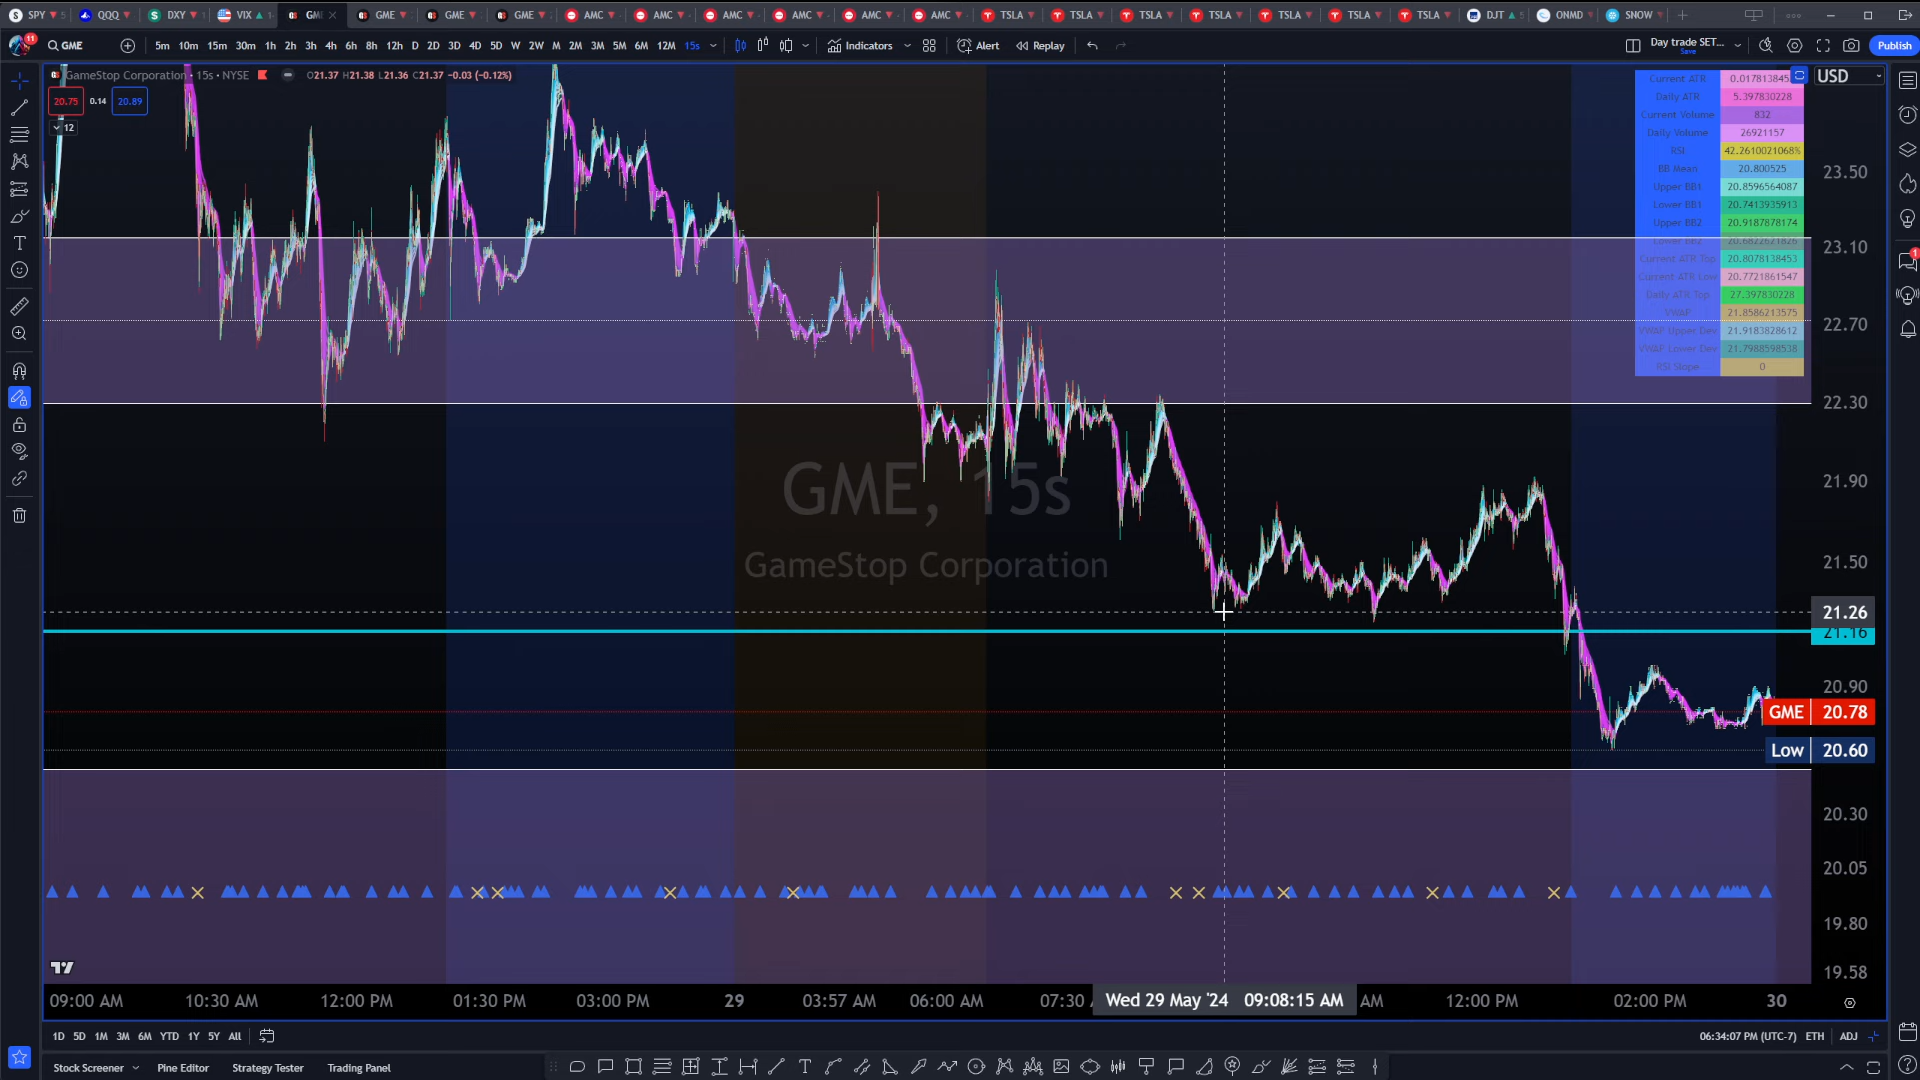 SPY QQQ DXY VIX GME GME GME GME AMC AMC AMC AMC AMC AMC TSLA TSLA TSLA TSLA TSLA TSLA TSLA DJT ONMD SNOW
11 GME 5m 10m 15m 30m 1h 2h 3h 4h 6h 8h 12h D 2D 3D 4D 5D W 2W M 2M 3M 5M 6M 12M 15s Indicators Alert Replay Day trade SET... Save Publish
GameStop Corporation · 15s · NYSE O21.37 H21.38 L21.36 C21.37 −0.03 (−0.12%)
20.75 0.14 20.89
12
USD
Current ATR 0.0178138453
Daily ATR 5.397830228
Current Volume 832
Daily Volume 26921157
RSI 42.2610021068%
BB Mean 20.800525
Upper BB1 20.8596564087
Lower BB1 20.7413935913
Upper BB2 20.9187878174
Lower BB2 20.6822621826
Current ATR Top 20.8078138453
Current ATR Low 20.7721861547
Daily ATR Top 27.397830228
VWAP 21.8586213575
VWAP Upper Dev 21.9183828612
VWAP Lower Dev 21.7988598538
RSI Slope 0
23.50
23.10
22.70
22.30
21.90
21.50
21.26
21.16
20.90
GME 20.78
Low 20.60
20.30
20.05
19.80
19.58
GME, 15s
GameStop Corporation
09:00 AM 10:30 AM 12:00 PM 01:30 PM 03:00 PM 29 03:57 AM 06:00 AM 07:30 Wed 29 May '24 09:08:15 AM AM 12:00 PM 02:00 PM 30
1D 5D 1M 3M 6M YTD 1Y 5Y All 06:34:07 PM (UTC-7) ETH ADJ
Stock Screener Pine Editor Strategy Tester Trading Panel